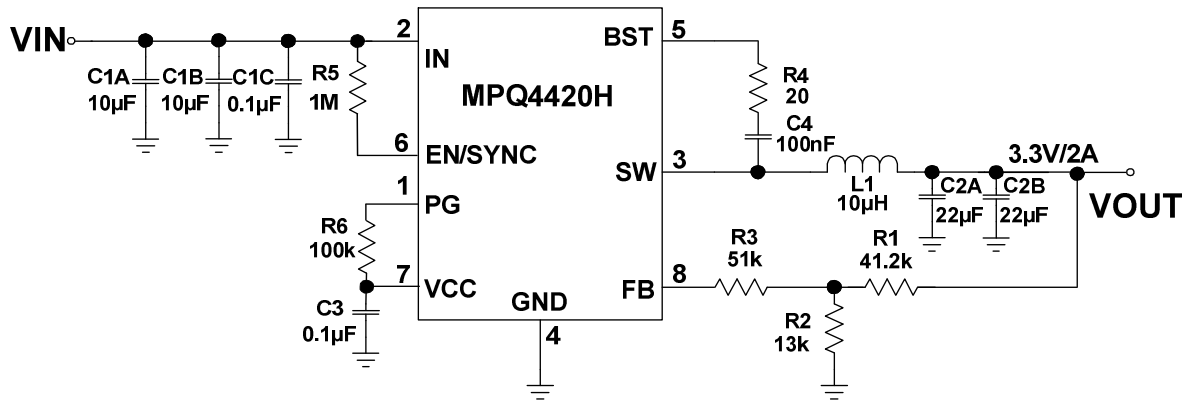 VIN
C1A
10µF
C1B
10µF
C1C
0.1µF
R5
1M
2
IN
MPQ4420H
BST
5
R4
20
C4
100nF
6
EN/SYNC
SW
3
L1
10µH
3.3V/2A
C2A
22µF
C2B
22µF
VOUT
1
PG
R6
100k
7
VCC
C3
0.1µF
GND
4
FB
8
R3
51k
R1
41.2k
R2
13k